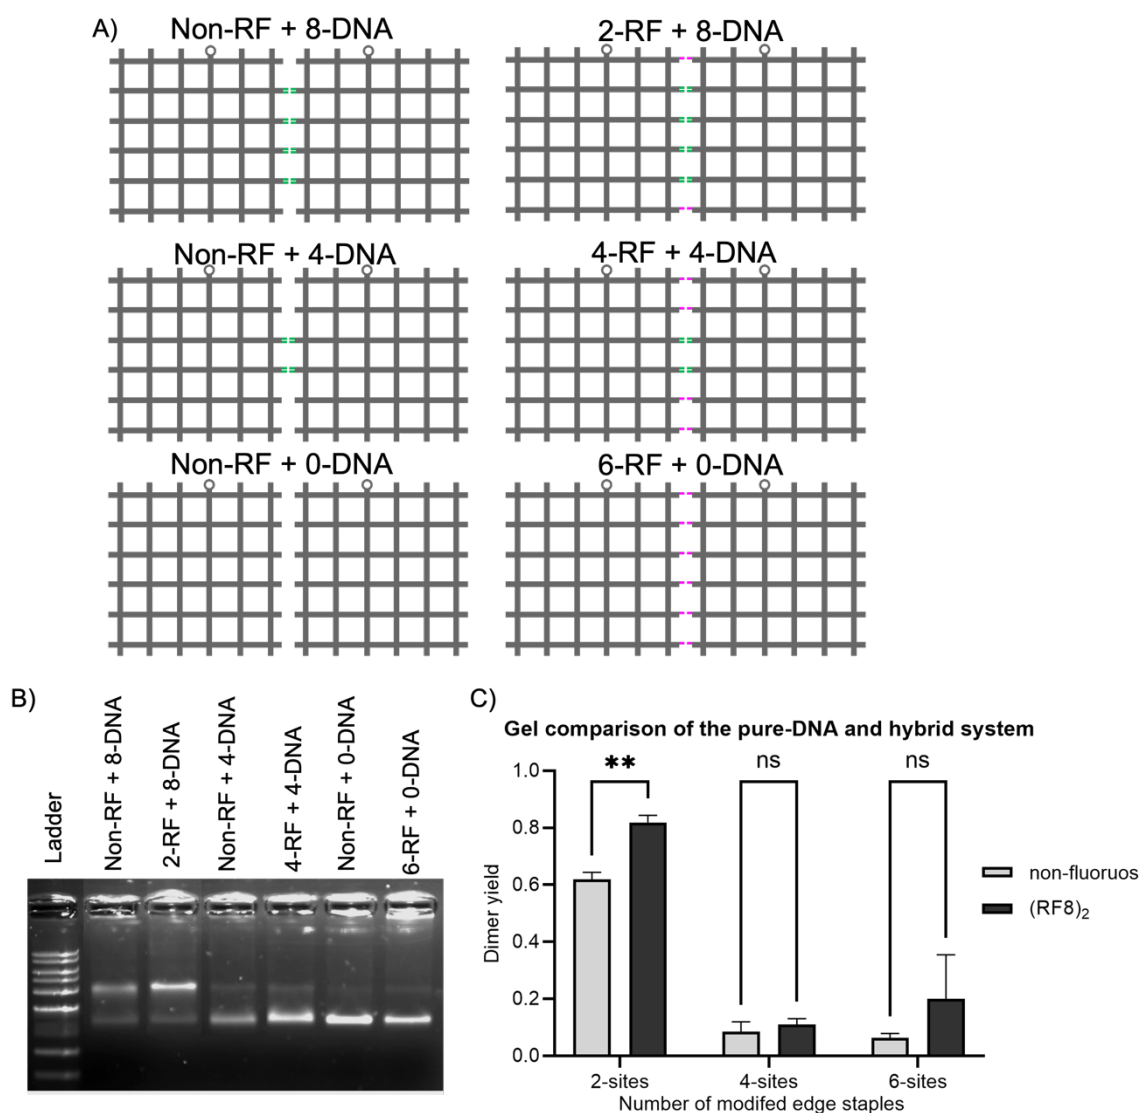 A)
Non-RF + 8-DNA
2-RF + 8-DNA
Non-RF + 4-DNA
4-RF + 4-DNA
Non-RF + 0-DNA
6-RF + 0-DNA
B)
Ladder
Non-RF + 8-DNA
2-RF + 8-DNA
Non-RF + 4-DNA
4-RF + 4-DNA
Non-RF + 0-DNA
6-RF + 0-DNA
C)
Gel comparison of the pure-DNA and hybrid system
**
ns
ns
1.0
0.8
0.6
0.4
0.2
0.0
Dimer yield
2-sites
4-sites
6-sites
Number of modifed edge staples
non-fluoruos
(RF8)₂